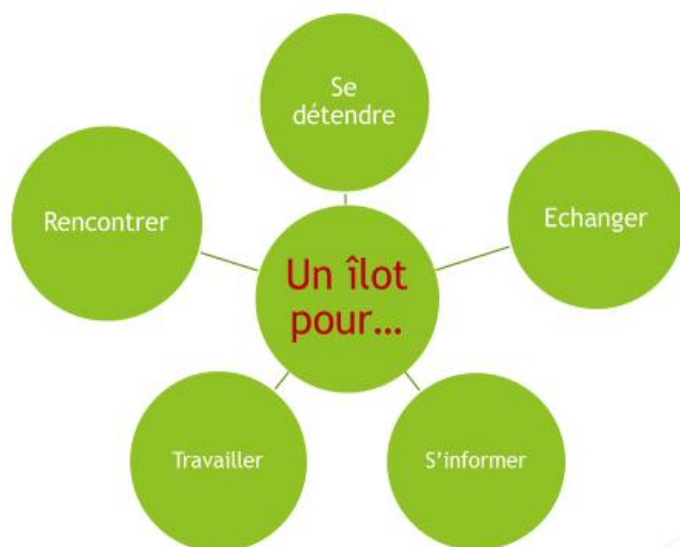 Se
détendre
Rencontrer
Echanger
Un îlot
pour...
Travailler
S'informer